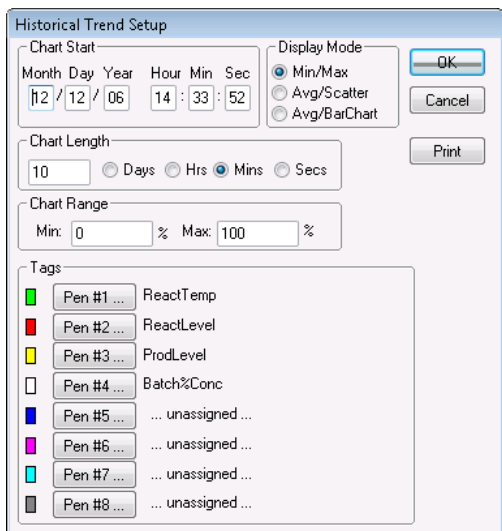 Historical Trend Setup
Chart Start
Month Day Year Hour Min Sec
12 / 12 / 06 14 : 33 : 52
Display Mode
Min/Max
Avg/Scatter
Avg/BarChart
OK
Cancel
Print
Chart Length
10 Days Hrs Mins Secs
Chart Range
Min: 0 % Max: 100 %
Tags
Pen #1 ... ReactTemp
Pen #2 ... ReactLevel
Pen #3 ... ProdLevel
Pen #4 ... Batch%Conc
Pen #5 ... ... unassigned ...
Pen #6 ... ... unassigned ...
Pen #7 ... ... unassigned ...
Pen #8 ... ... unassigned ...